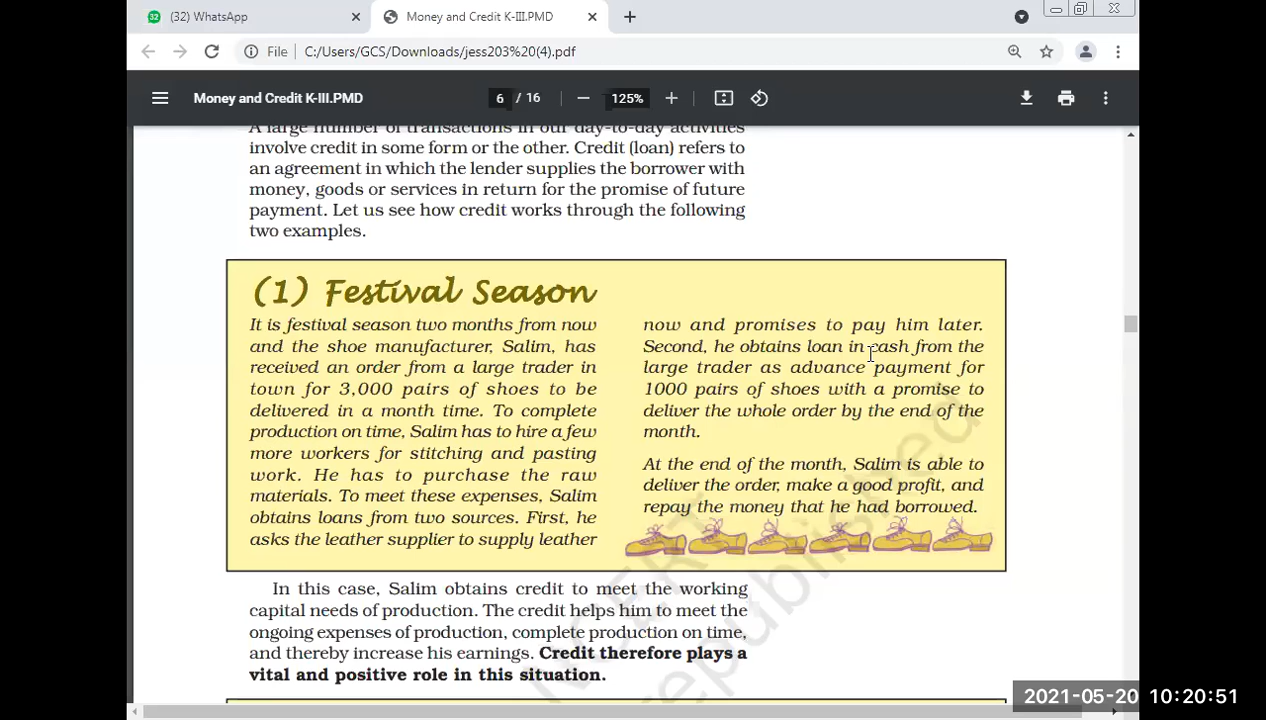 (32) WhatsApp
Money and Credit K-III.PMD
File
C:/Users/GCS/Downloads/jess203%20(4).pdf
Money and Credit K-III.PMD
6 / 16
125%
A large number of transactions in our day-to-day activities
involve credit in some form or the other. Credit (loan) refers to
an agreement in which the lender supplies the borrower with
money, goods or services in return for the promise of future
payment. Let us see how credit works through the following
two examples.
(1) Festival Season
It is festival season two months from now
and the shoe manufacturer, Salim, has
received an order from a large trader in
town for 3,000 pairs of shoes to be
delivered in a month time. To complete
production on time, Salim has to hire a few
more workers for stitching and pasting
work. He has to purchase the raw
materials. To meet these expenses, Salim
obtains loans from two sources. First, he
asks the leather supplier to supply leather
now and promises to pay him later.
Second, he obtains loan in cash from the
large trader as advance payment for
1000 pairs of shoes with a promise to
deliver the whole order by the end of the
month.
At the end of the month, Salim is able to
deliver the order, make a good profit, and
repay the money that he had borrowed.
In this case, Salim obtains credit to meet the working
capital needs of production. The credit helps him to meet the
ongoing expenses of production, complete production on time,
and thereby increase his earnings. Credit therefore plays a
vital and positive role in this situation.
NCERT
republished
2021-05-20 10:20:51